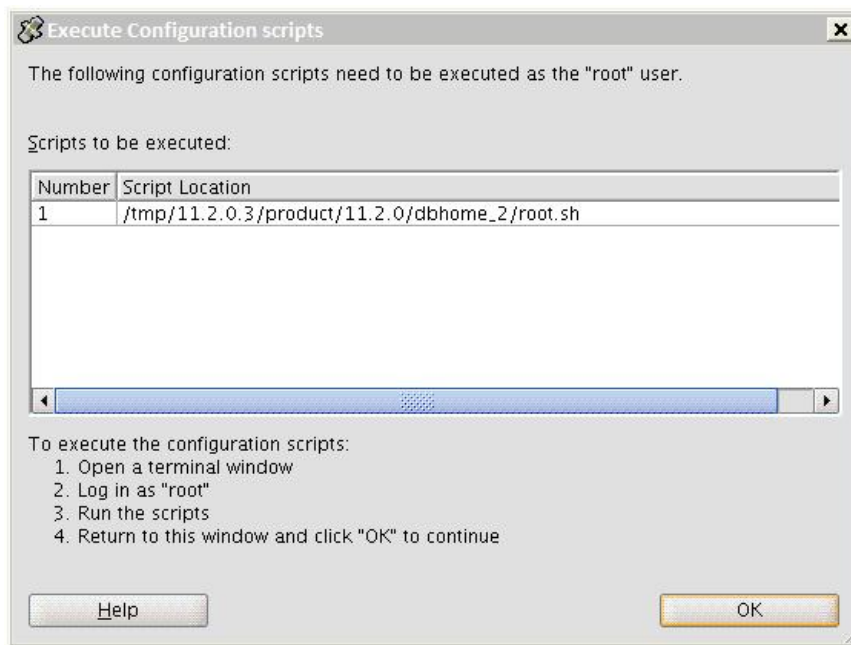 Execute Configuration scripts
The following configuration scripts need to be executed as the "root" user.
Scripts to be executed:
Number Script Location
1 /tmp/11.2.0.3/product/11.2.0/dbhome_2/root.sh
To execute the configuration scripts:
1. Open a terminal window
2. Log in as "root"
3. Run the scripts
4. Return to this window and click "OK" to continue
Help OK